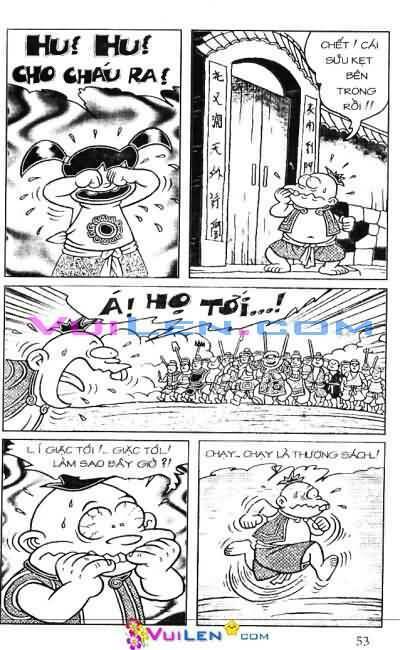 HU! HU!
CHO CHÁU RA!
CHẾT! CÁI
SỬU KẸT
BÊN
TRONG
RỒI!!
Á! HỌ TỚI...!
VUILEN.COM
Í GIẶC TỚI!.. GIẶC TỚI..!
LÀM SAO BÂY GIỜ?!
CHẠY... CHẠY LÀ THƯỢNG SÁCH..!
VUILEN.COM
53